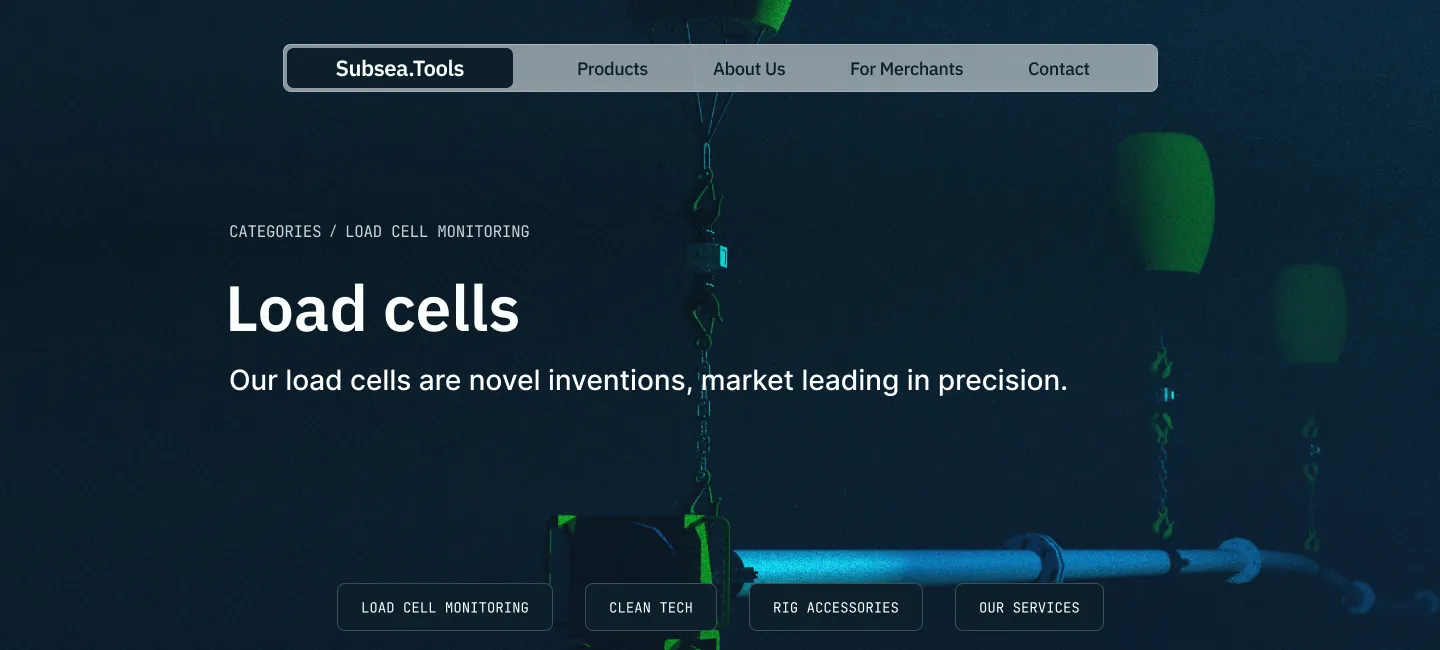 Subsea.Tools
Products
About Us
For Merchants
Contact
CATEGORIES / LOAD CELL MONITORING
Load cells
Our load cells are novel inventions, market leading in precision.
LOAD CELL MONITORING
CLEAN TECH
RIG ACCESSORIES
OUR SERVICES